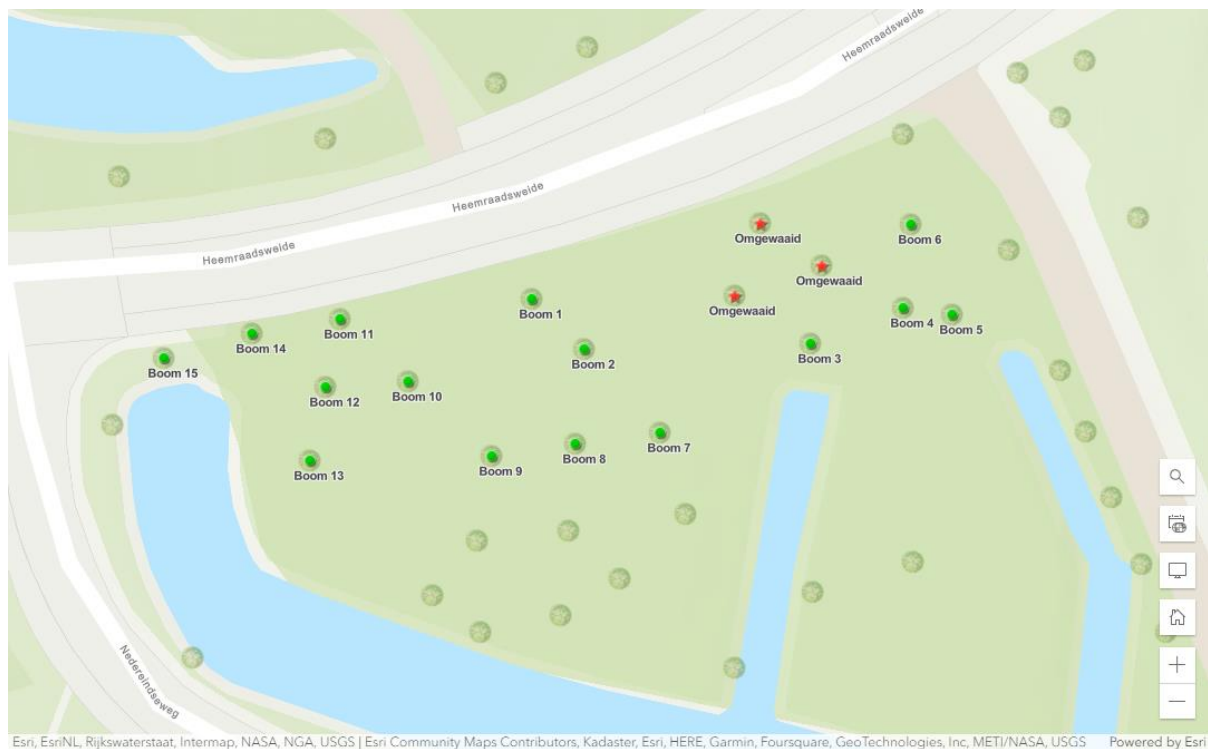 Heemraadsweide
Heemraadsweide
Heemraadsweide
Omgewaaid
Boom 6
Omgewaaid
Omgewaaid
Boom 1
Boom 4
Boom 5
Boom 11
Boom 14
Boom 2
Boom 3
Boom 15
Boom 12
Boom 10
Boom 7
Boom 8
Boom 9
Boom 13
Nedereindseweg
Esri, EsriNL, Rijkswaterstaat, Intermap, NASA, NGA, USGS | Esri Community Maps Contributors, Kadaster, Esri, HERE, Garmin, Foursquare, GeoTechnologies, Inc, METI/NASA, USGS
Powered by Esri